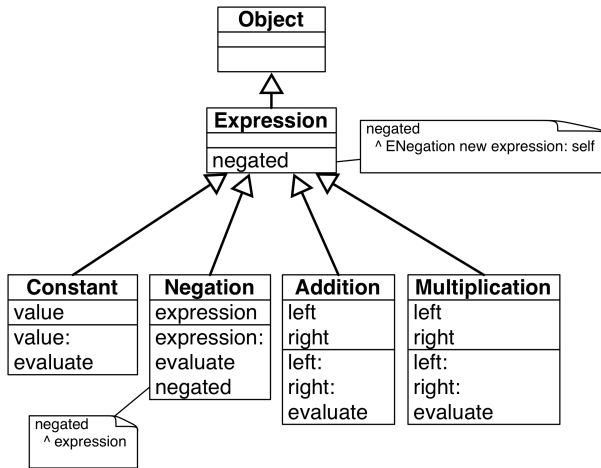 Object
Expression
negated
negated
^ ENegation new expression: self
Constant
value
value:
evaluate
Negation
expression
expression:
evaluate
negated
Addition
left
right
left:
right:
evaluate
Multiplication
left
right
left:
right:
evaluate
negated
^ expression